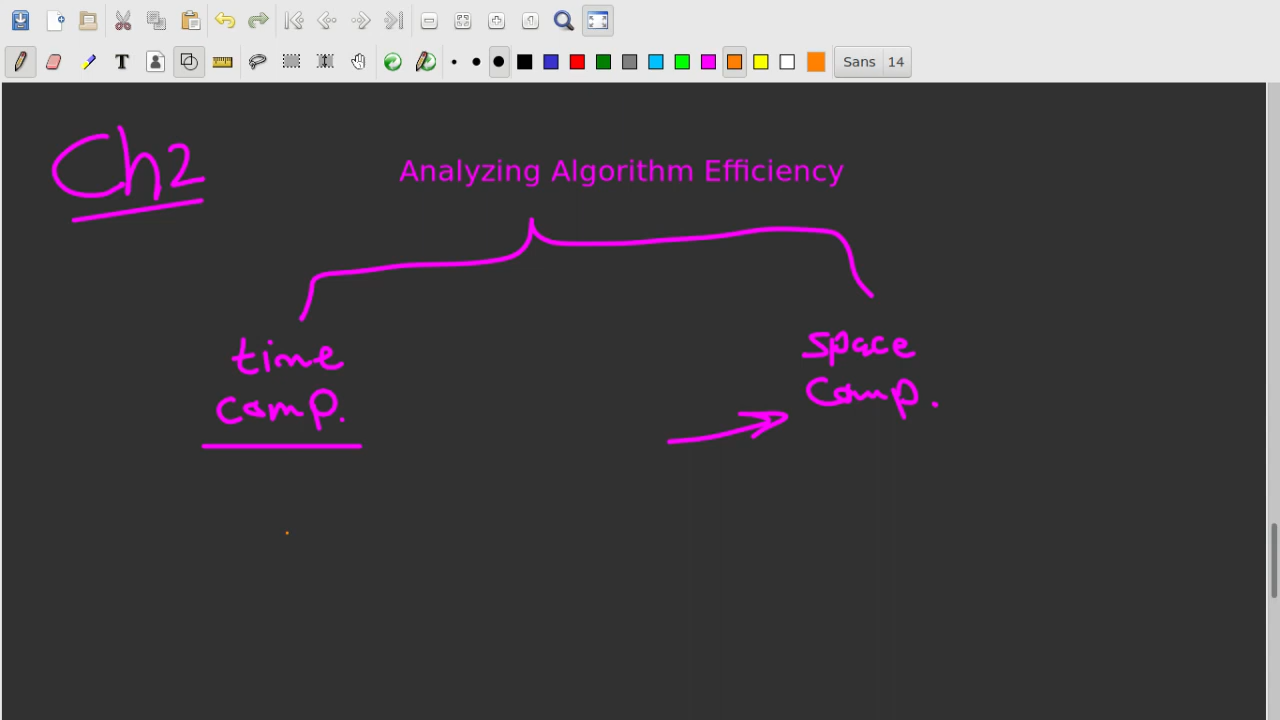 Sans 14
Ch2
Analyzing Algorithm Efficiency
time
comp.
space
Comp.